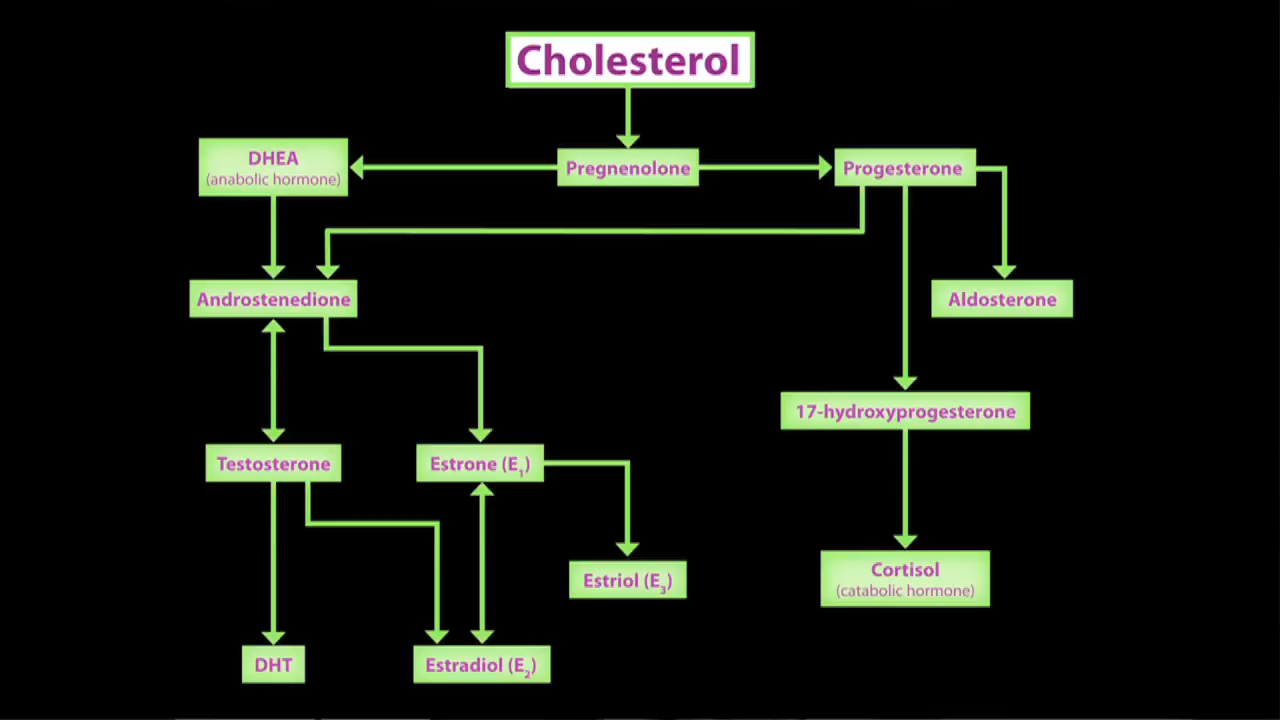 Cholesterol
DHEA
(anabolic hormone)
Pregnenolone
Progesterone
Androstenedione
Aldosterone
17-hydroxyprogesterone
Testosterone
Estrone (E₁)
Estriol (E₃)
Cortisol
(catabolic hormone)
DHT
Estradiol (E₂)